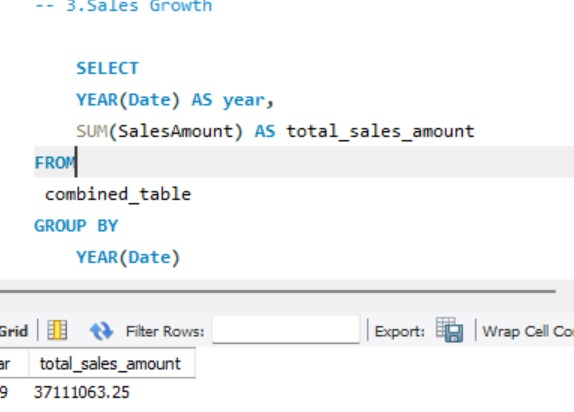 -- 3.Sales Growth
SELECT
YEAR(Date) AS year,
SUM(SalesAmount) AS total_sales_amount
FROM
combined_table
GROUP BY
YEAR(Date)
Grid Filter Rows: Export: Wrap Cell Co
ar total_sales_amount
9 37111063.25